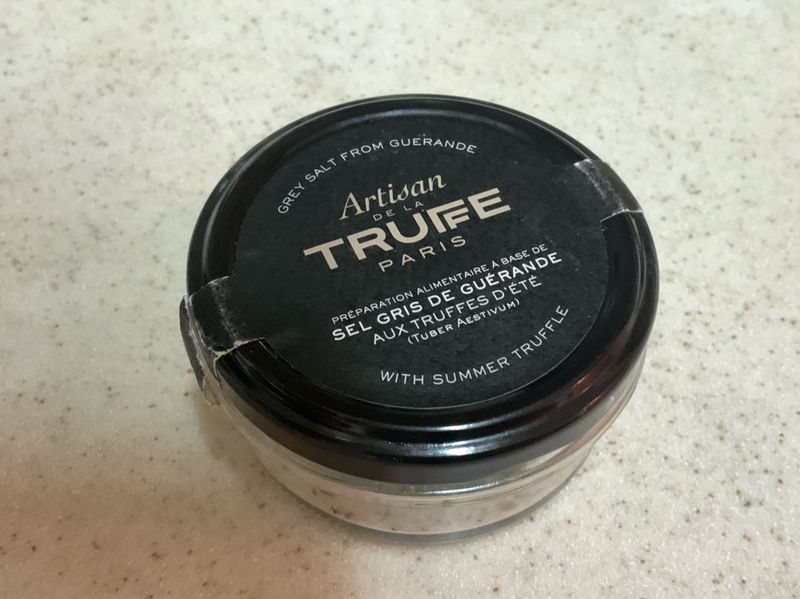 GREY SALT FROM GUERANDE
Artisan
DE LA
TRUFFE
PARIS
PRÉPARATION ALIMENTAIRE À BASE DE
SEL GRIS DE GUÉRANDE
AUX TRUFFES D'ÉTÉ
(TUBER AESTIVUM)
WITH SUMMER TRUFFLE